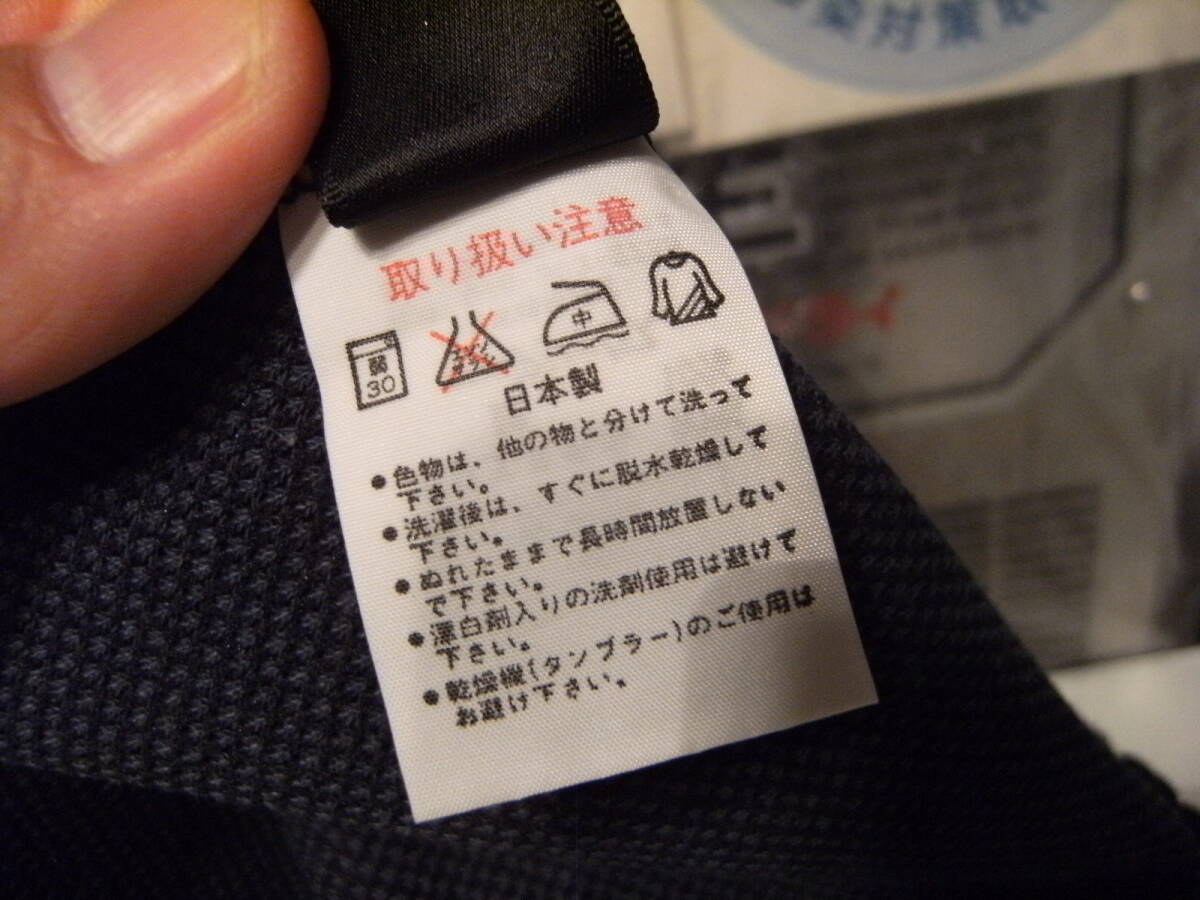 染対策取
取り扱い注意
弱
30
中
日本製
●色物は、他の物と分けて洗って
下さい。
●洗濯後は、すぐに脱水乾燥して
下さい。
●ぬれたままで長時間放置しない
で下さい。
●漂白剤入りの洗剤使用は避けて
下さい。
●乾燥機(タンブラー)のご使用は
お避け下さい。